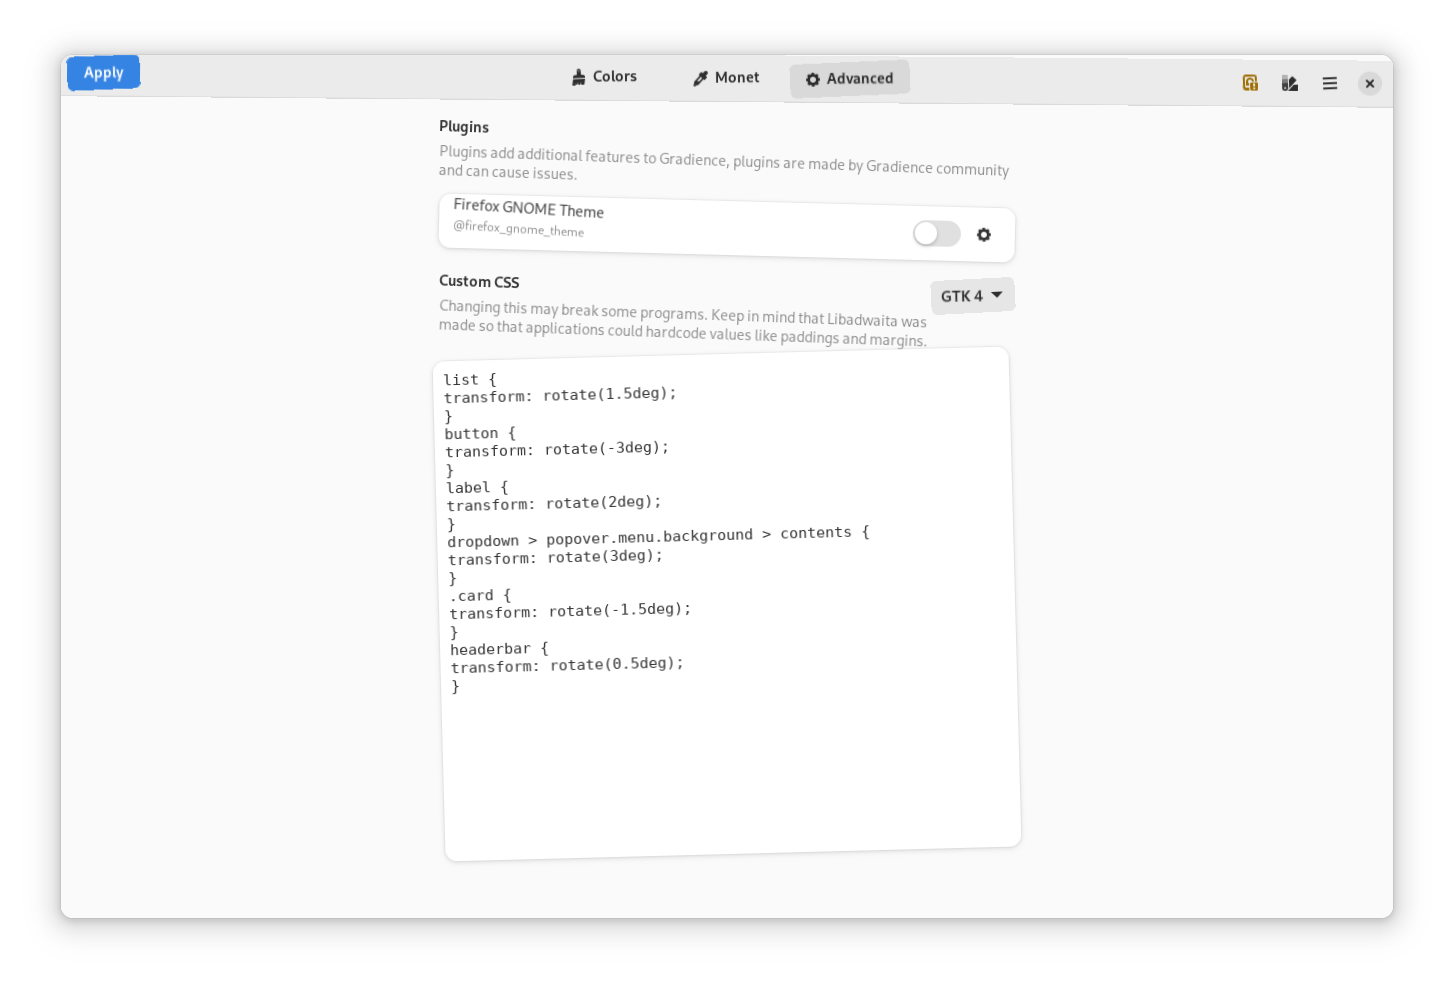 Apply
Colors
Monet
Advanced
Plugins
Plugins add additional features to Gradience, plugins are made by Gradience community
and can cause issues.
Firefox GNOME Theme
@firefox_gnome_theme
Custom CSS
GTK 4
Changing this may break some programs. Keep in mind that Libadwaita was
made so that applications could hardcode values like paddings and margins.
list {
transform: rotate(1.5deg);
}
button {
transform: rotate(-3deg);
}
label {
transform: rotate(2deg);
}
dropdown > popover.menu.background > contents {
transform: rotate(3deg);
}
.card {
transform: rotate(-1.5deg);
}
headerbar {
transform: rotate(0.5deg);
}